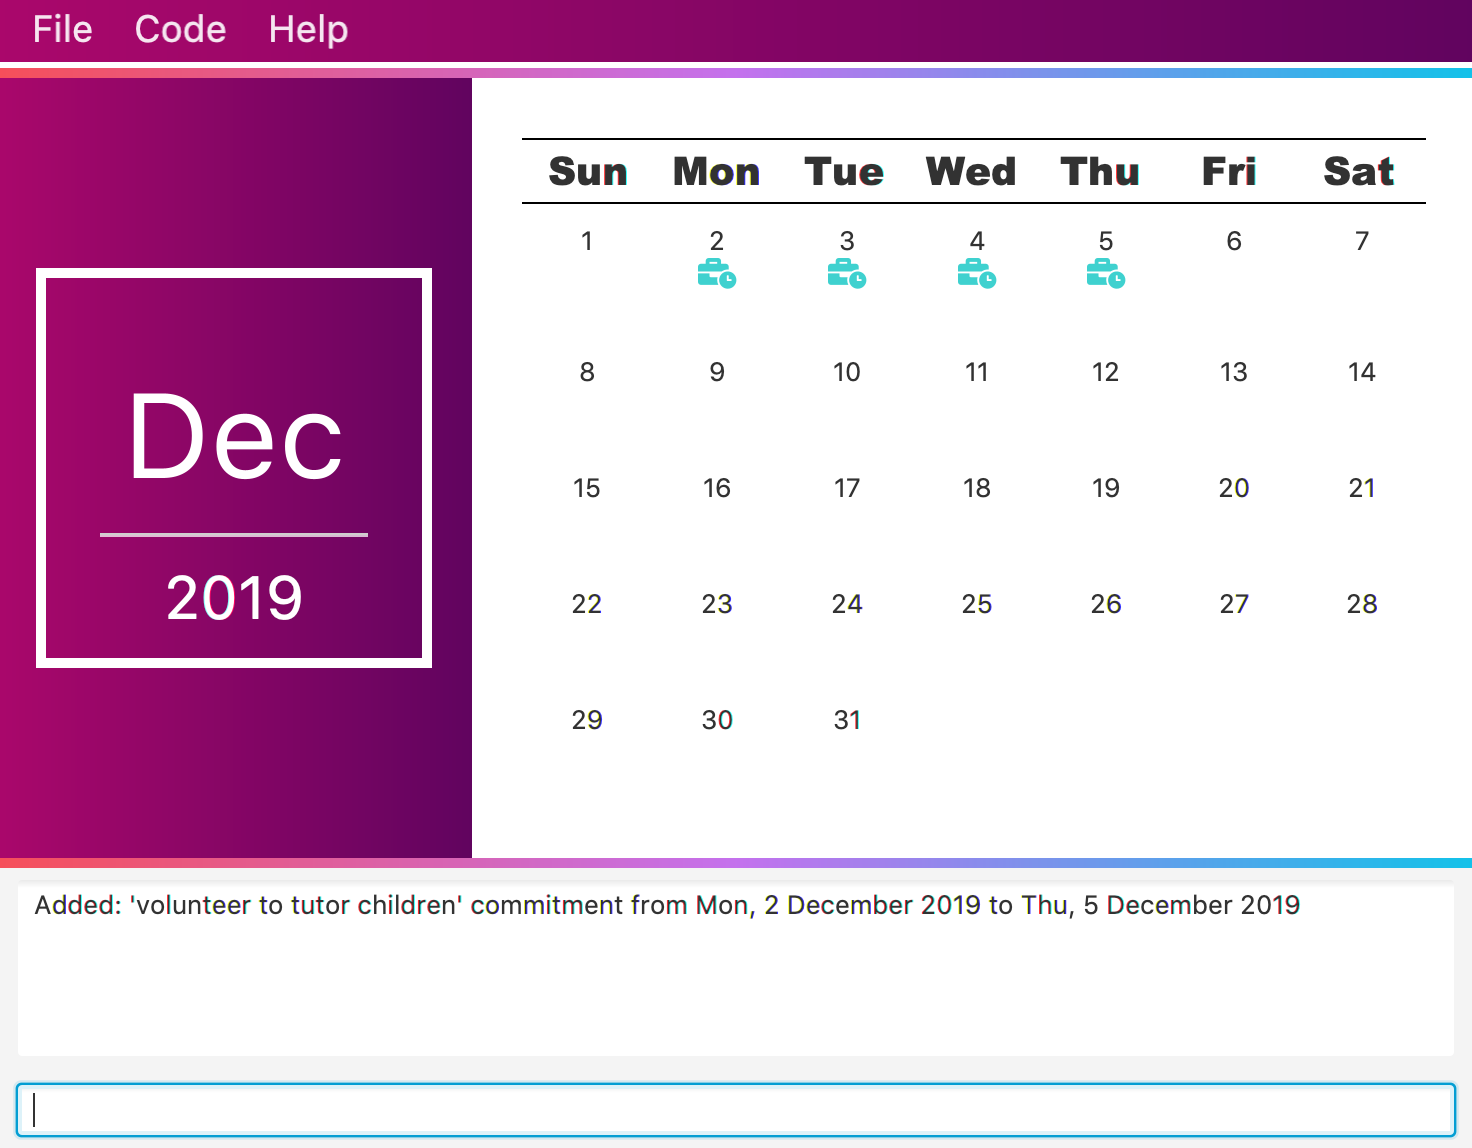 File Code Help
Sun Mon Tue Wed Thu Fri Sat
1 2 3 4 5 6 7
8 9 10 11 12 13 14
Dec
15 16 17 18 19 20 21
2019
22 23 24 25 26 27 28
29 30 31
Added: 'volunteer to tutor children' commitment from Mon, 2 December 2019 to Thu, 5 December 2019